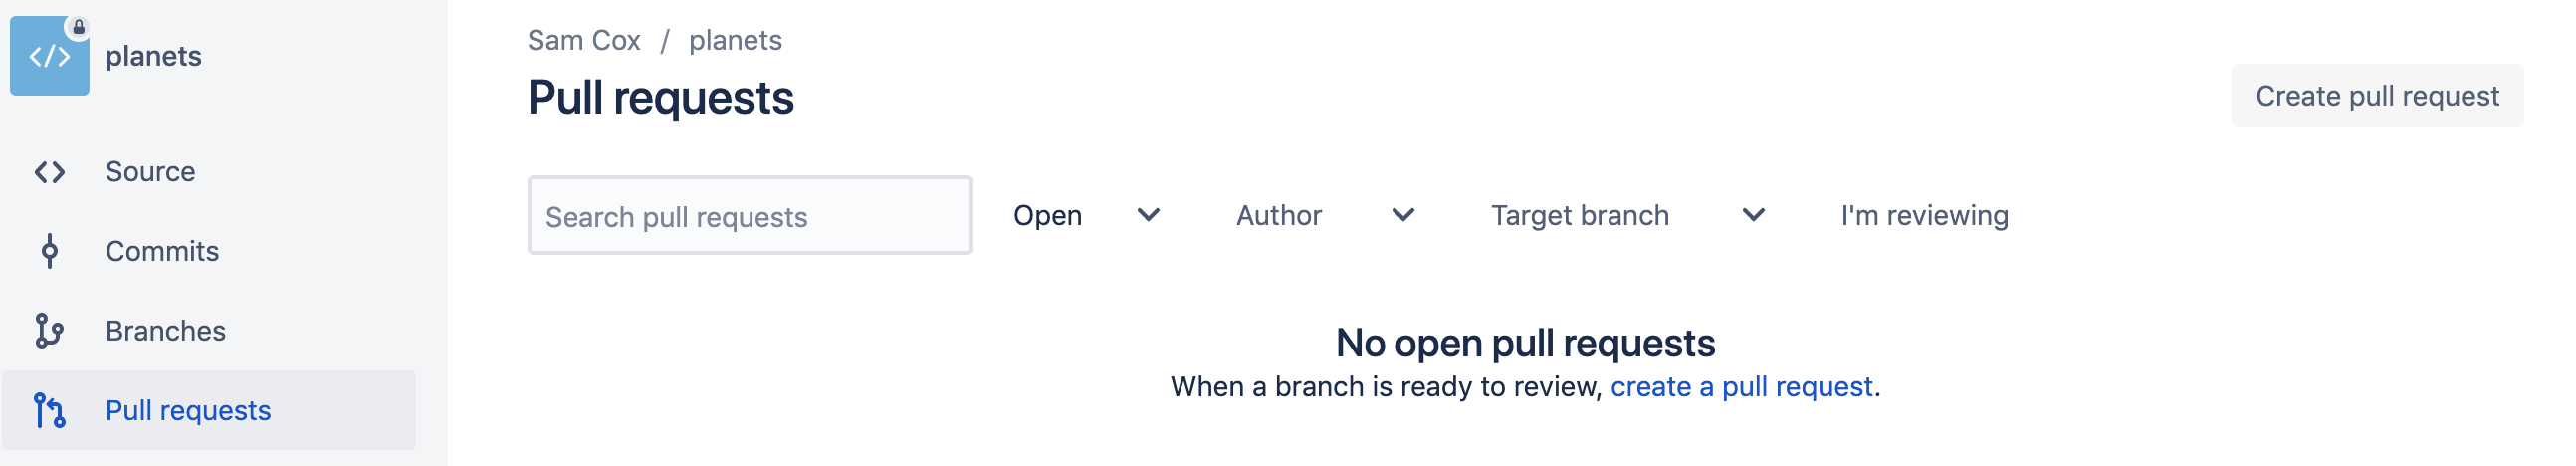 planets
Source
Commits
Branches
Pull requests
Sam Cox / planets
Pull requests
Create pull request
Search pull requests
Open
Author
Target branch
I'm reviewing
No open pull requests
When a branch is ready to review, create a pull request.